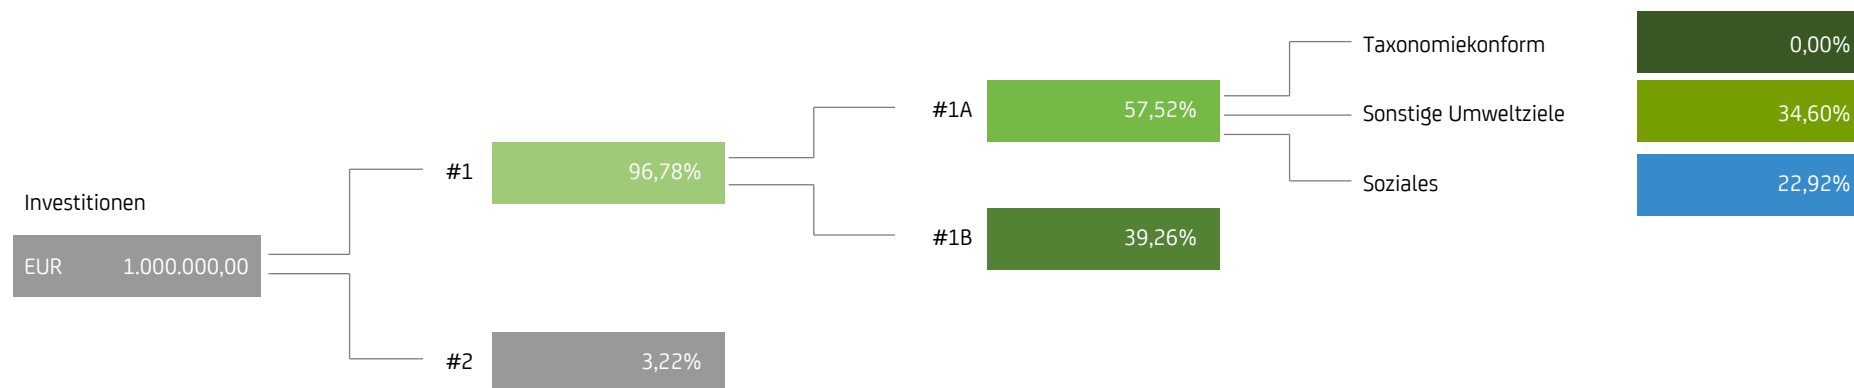 Investitionen
EUR 1.000.000,00
#1 96,78%
#2 3,22%
#1A 57,52%
#1B 39,26%
Taxonomiekonform 0,00%
Sonstige Umweltziele 34,60%
Soziales 22,92%